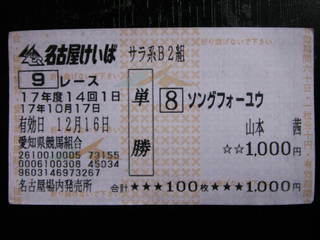 名古屋けいば
サラ系B2組
9レース
17年度14回1日
17年10月17日
有効日 12月16日
愛知県競馬組合
2610010005 73155
0006100308 45034
9603146973267
名古屋場内発売所
単勝
8 ソングフォーユウ
山本 茜
☆☆1,000円
合計★★★100枚★★★1,000円